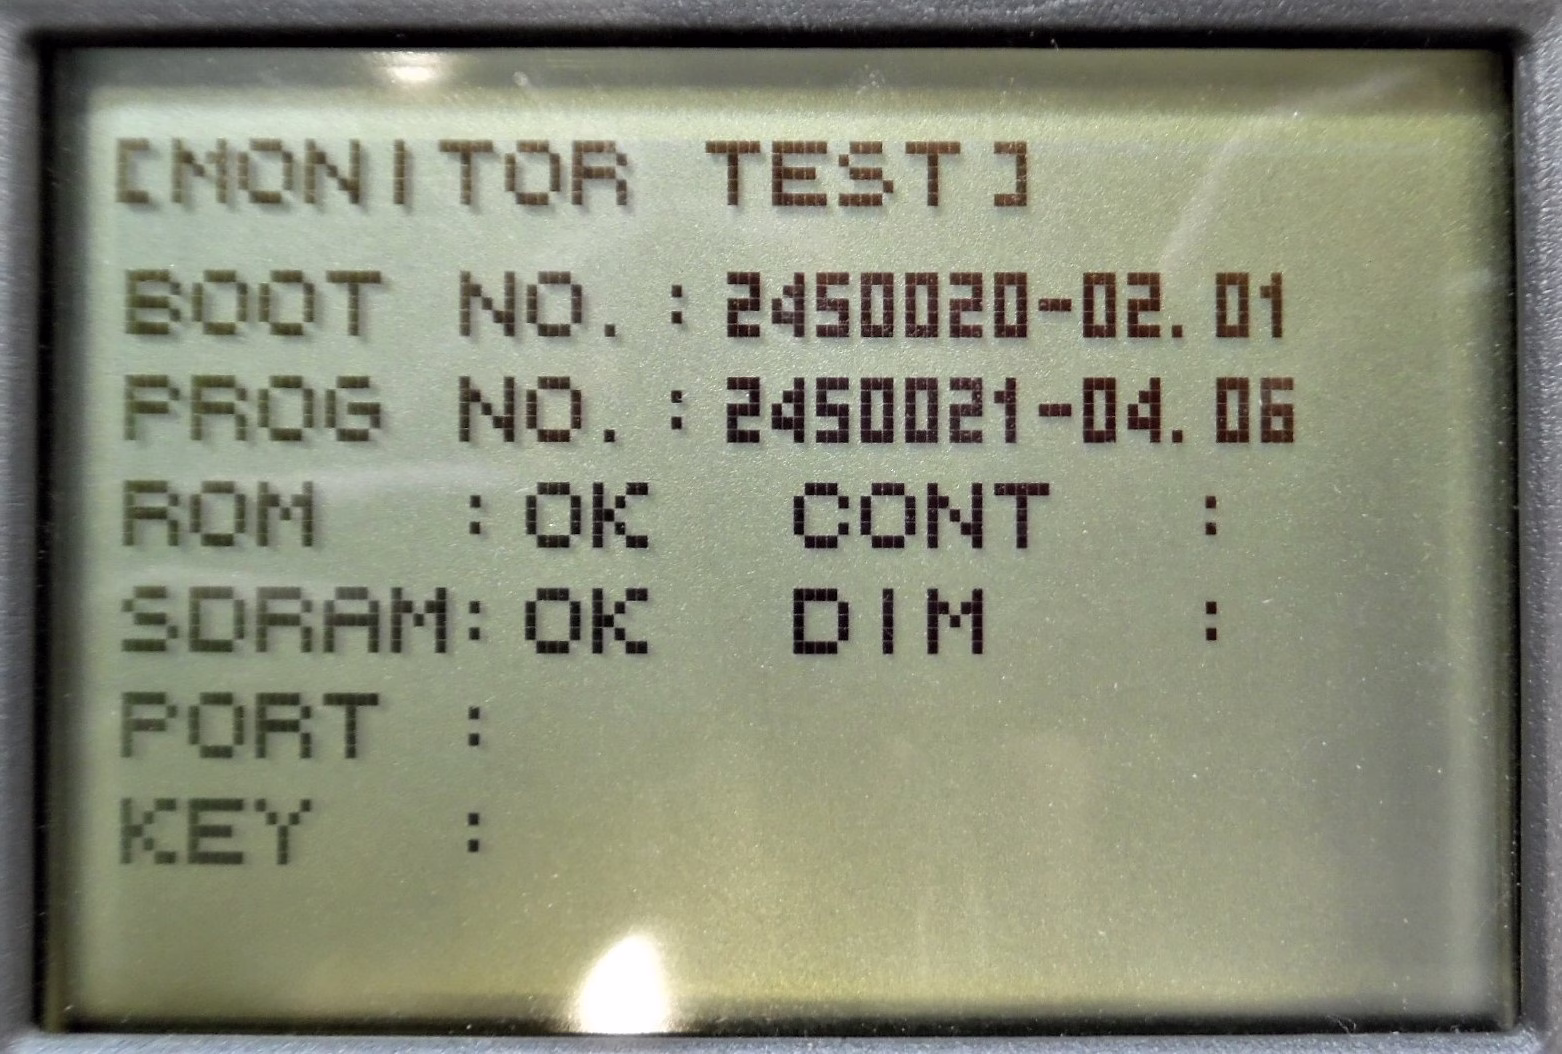 [MONITOR TEST]
BOOT NO.:2450020-02.01
PROG NO.:2450021-04.06
ROM :OK CONT :
SDRAM:OK DIM :
PORT :
KEY :